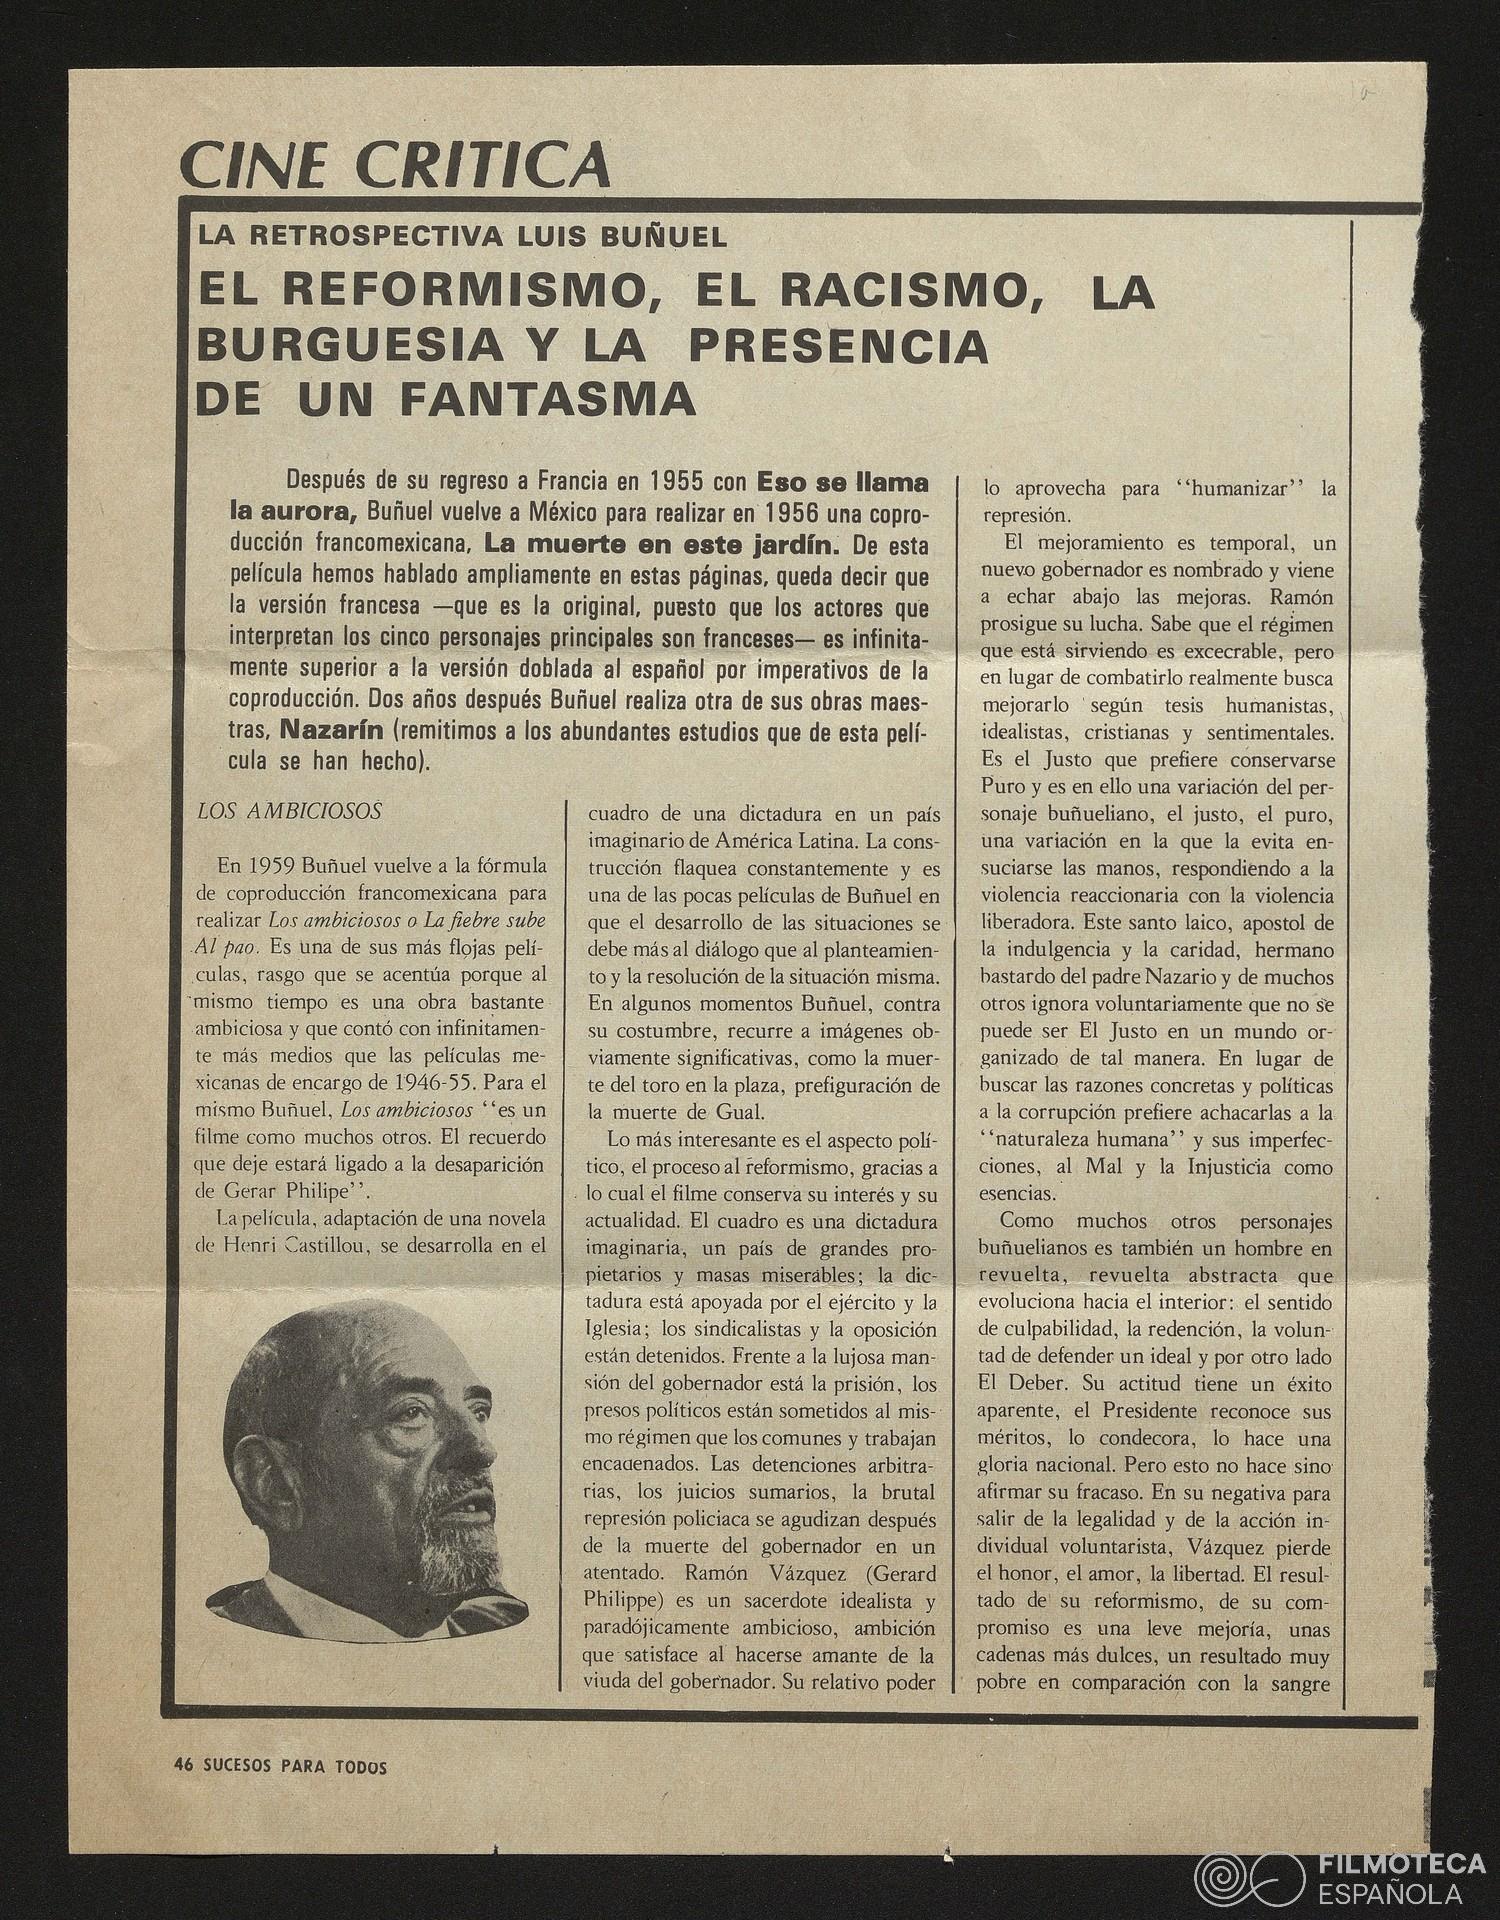 CINE CRITICA
LA RETROSPECTIVA LUIS BUÑUEL
EL REFORMISMO, EL RACISMO, LA
BURGUESIA Y LA PRESENCIA
DE UN FANTASMA
Después de su regreso a Francia en 1955 con Eso se llama
la aurora, Buñuel vuelve a México para realizar en 1956 una copro-
ducción francomexicana, La muerte en este jardín. De esta
película hemos hablado ampliamente en estas páginas, queda decir que
la versión francesa —que es la original, puesto que los actores que
interpretan los cinco personajes principales son franceses— es infinita-
mente superior a la versión doblada al español por imperativos de la
coproducción. Dos años después Buñuel realiza otra de sus obras maes-
tras, Nazarín (remitimos a los abundantes estudios que de esta pelí-
cula se han hecho).
LOS AMBICIOSOS
En 1959 Buñuel vuelve a la fórmula
de coproducción francomexicana para
realizar Los ambiciosos o La fiebre sube
Al pao. Es una de sus más flojas pelí-
culas, rasgo que se acentúa porque al
mismo tiempo es una obra bastante
ambiciosa y que contó con infinitamen-
te más medios que las películas me-
xicanas de encargo de 1946-55. Para el
mismo Buñuel, Los ambiciosos ‘‘es un
filme como muchos otros. El recuerdo
que deje estará ligado a la desaparición
de Gerar Philipe’’.
La película, adaptación de una novela
de Henri Castillou, se desarrolla en el
cuadro de una dictadura en un país
imaginario de América Latina. La cons-
trucción flaquea constantemente y es
una de las pocas películas de Buñuel en
que el desarrollo de las situaciones se
debe más al diálogo que al planteamien-
to y la resolución de la situación misma.
En algunos momentos Buñuel, contra
su costumbre, recurre a imágenes ob-
viamente significativas, como la muer-
te del toro en la plaza, prefiguración de
la muerte de Gual.
Lo más interesante es el aspecto polí-
tico, el proceso al reformismo, gracias a
lo cual el filme conserva su interés y su
actualidad. El cuadro es una dictadura
imaginaria, un país de grandes pro-
pietarios y masas miserables; la dic-
tadura está apoyada por el ejército y la
Iglesia; los sindicalistas y la oposición
están detenidos. Frente a la lujosa man-
sión del gobernador está la prisión, los
presos políticos están sometidos al mis-
mo régimen que los comunes y trabajan
encadenados. Las detenciones arbitra-
rias, los juicios sumarios, la brutal
represión policiaca se agudizan después
de la muerte del gobernador en un
atentado. Ramón Vázquez (Gerard
Philippe) es un sacerdote idealista y
paradójicamente ambicioso, ambición
que satisface al hacerse amante de la
viuda del gobernador. Su relativo poder
lo aprovecha para ‘‘humanizar’’ la
represión.
El mejoramiento es temporal, un
nuevo gobernador es nombrado y viene
a echar abajo las mejoras. Ramón
prosigue su lucha. Sabe que el régimen
que está sirviendo es excecrable, pero
en lugar de combatirlo realmente busca
mejorarlo según tesis humanistas,
idealistas, cristianas y sentimentales.
Es el Justo que prefiere conservarse
Puro y es en ello una variación del per-
sonaje buñueliano, el justo, el puro,
una variación en la que la evita en-
suciarse las manos, respondiendo a la
violencia reaccionaria con la violencia
liberadora. Este santo laico, apostol de
la indulgencia y la caridad, hermano
bastardo del padre Nazario y de muchos
otros ignora voluntariamente que no se
puede ser El Justo en un mundo or-
ganizado de tal manera. En lugar de
buscar las razones concretas y políticas
a la corrupción prefiere achacarlas a la
‘‘naturaleza humana’’ y sus imperfec-
ciones, al Mal y la Injusticia como
esencias.
Como muchos otros personajes
buñuelianos es también un hombre en
revuelta, revuelta abstracta que
evoluciona hacia el interior: el sentido
de culpabilidad, la redención, la volun-
tad de defender un ideal y por otro lado
El Deber. Su actitud tiene un éxito
aparente, el Presidente reconoce sus
méritos, lo condecora, lo hace una
gloria nacional. Pero esto no hace sino
afirmar su fracaso. En su negativa para
salir de la legalidad y de la acción in-
dividual voluntarista, Vázquez pierde
el honor, el amor, la libertad. El resul-
tado de su reformismo, de su com-
promiso es una leve mejoría, unas
cadenas más dulces, un resultado muy
pobre en comparación con la sangre
46 SUCESOS PARA TODOS
FILMOTECA
ESPAÑOLA